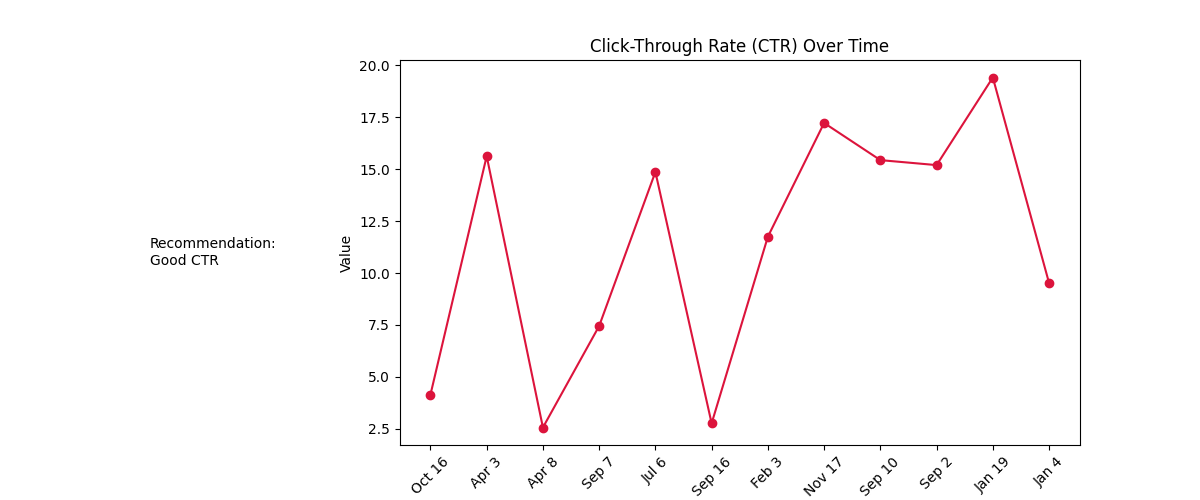 Click-Through Rate (CTR) Over Time
Recommendation:
Good CTR
Value
20.0
17.5
15.0
12.5
10.0
7.5
5.0
2.5
Oct 16
Apr 3
Apr 8
Sep 7
Jul 6
Sep 16
Feb 3
Nov 17
Sep 10
Sep 2
Jan 19
Jan 4